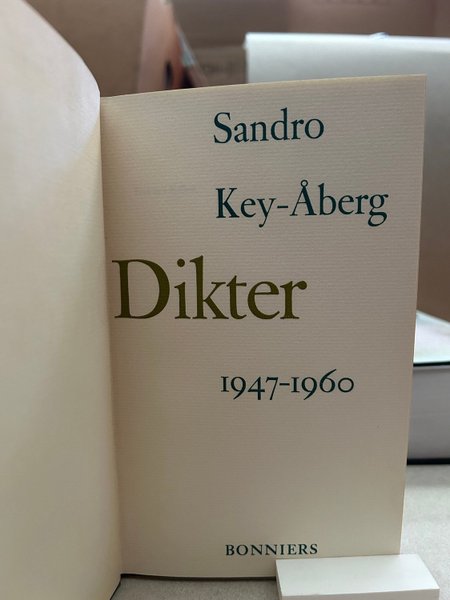 Sandro
Key-Åberg
Dikter
1947-1960
BONNIERS